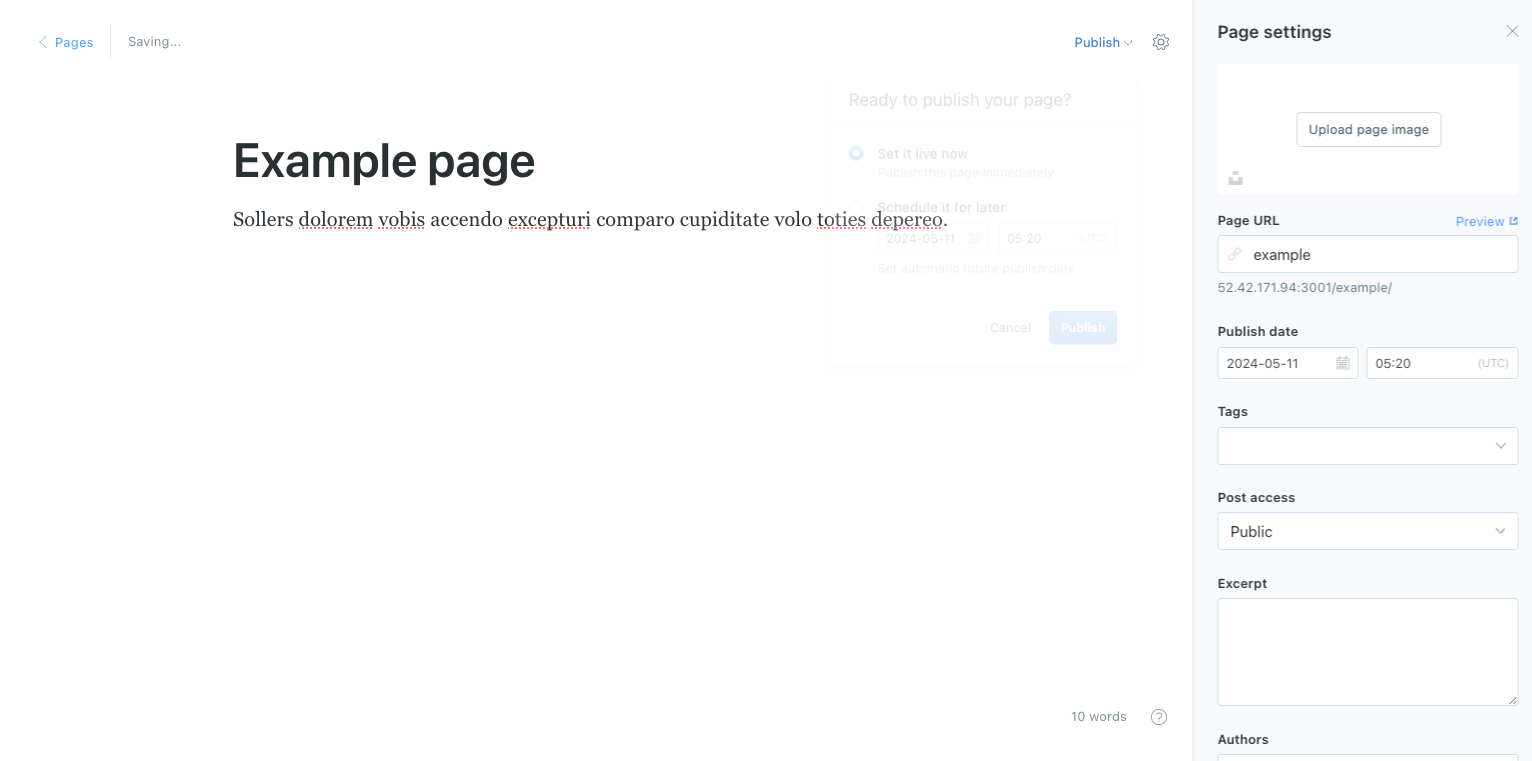 Pages
Saving...
Publish
Ready to publish your page?
Set it live now
Publish this page immediately
Schedule it for later
2024-05-11
05:20
(UTC)
Set automatic future publish date
Cancel
Publish
Example page
Sollers dolorem vobis accendo excepturi comparo cupiditate volo toties depereo.
10 words
Page settings
Upload page image
Page URL
Preview
example
52.42.171.94:3001/example/
Publish date
2024-05-11
05:20
(UTC)
Tags
Post access
Public
Excerpt
Authors